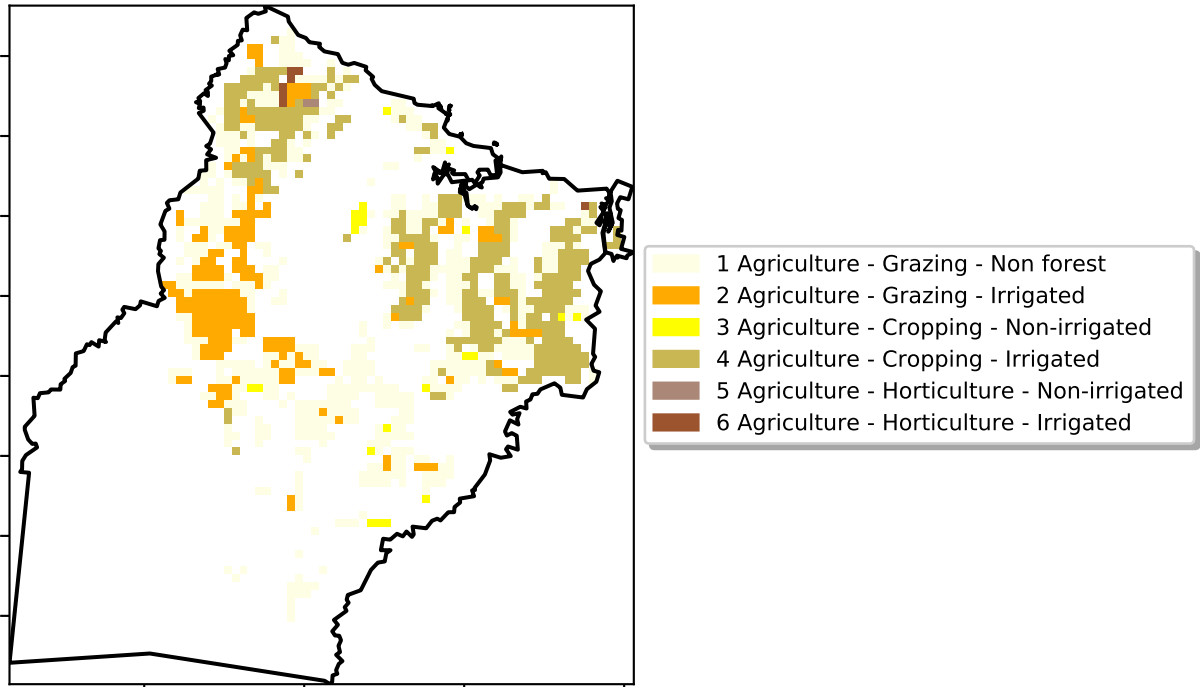 1 Agriculture - Grazing - Non forest
2 Agriculture - Grazing - Irrigated
3 Agriculture - Cropping - Non-irrigated
4 Agriculture - Cropping - Irrigated
5 Agriculture - Horticulture - Non-irrigated
6 Agriculture - Horticulture - Irrigated